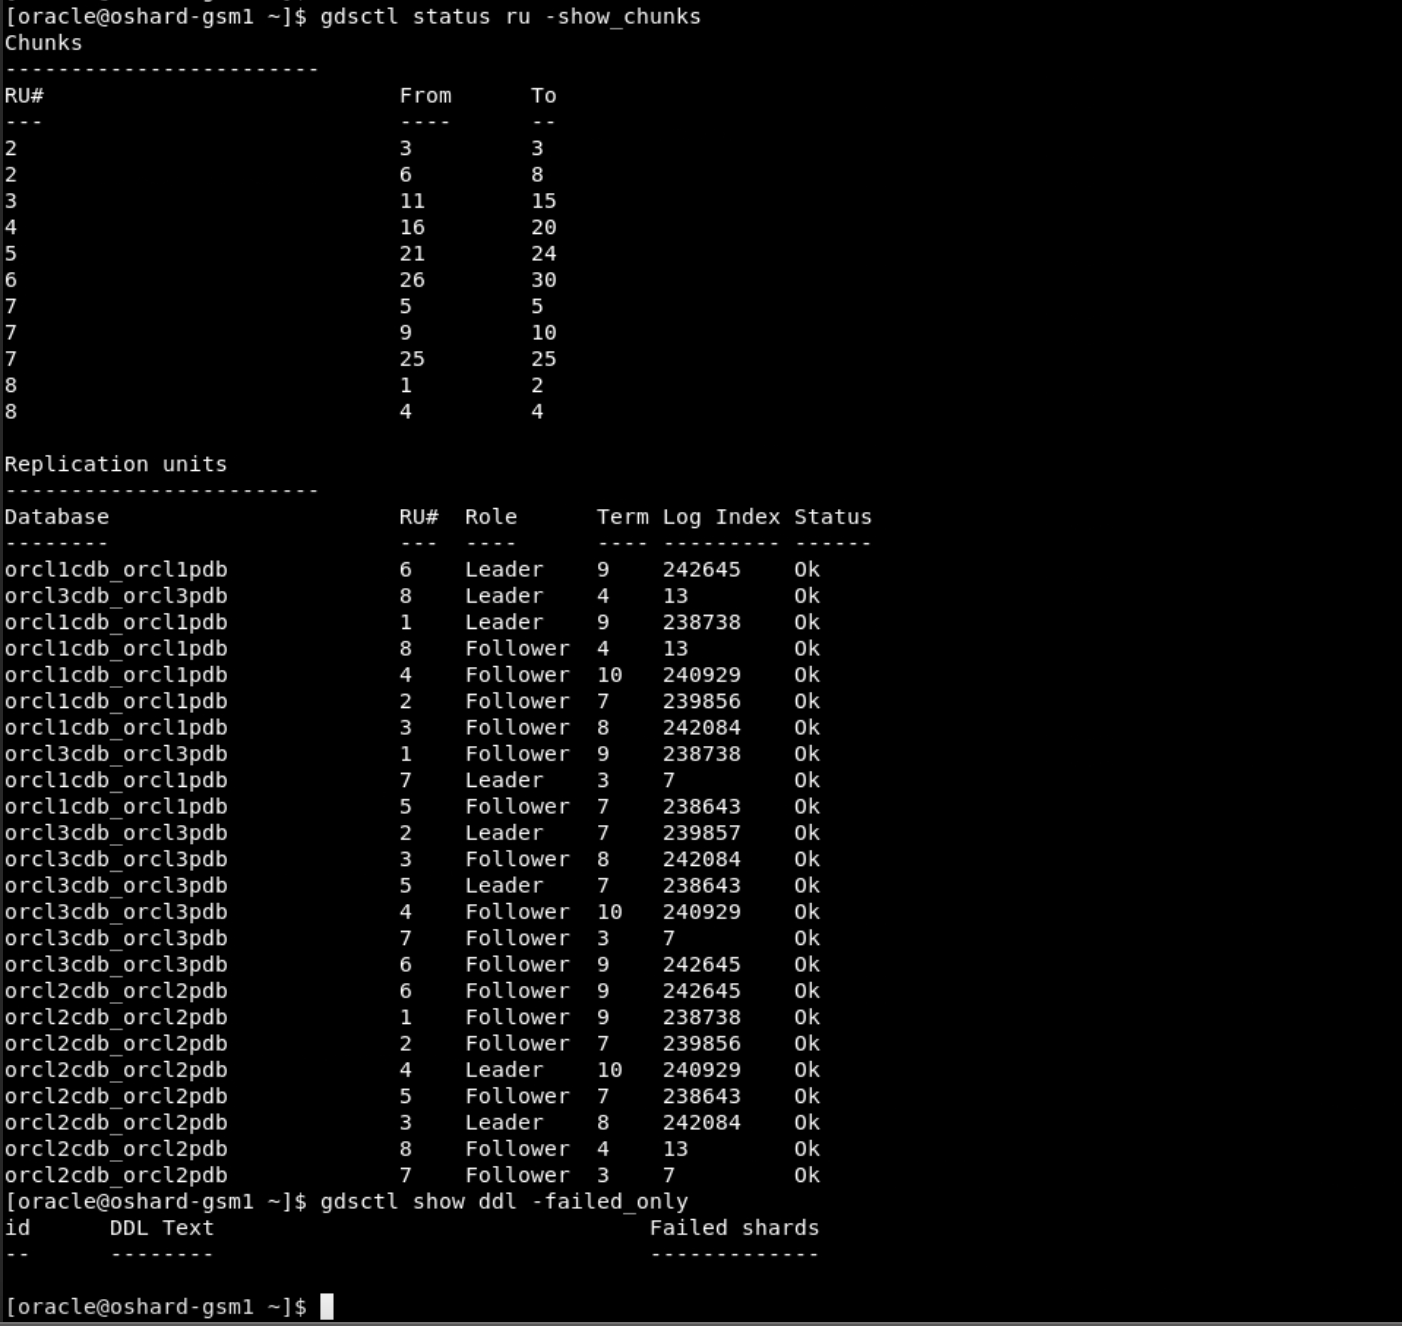 [oracle@oshard-gsm1 ~]$ gdsctl status ru -show_chunks
Chunks
------------------------
RU#                           From      To
---                           ----      --
2                             3         3
2                             6         8
3                             11        15
4                             16        20
5                             21        24
6                             26        30
7                             5         5
7                             9         10
7                             25        25
8                             1         2
8                             4         4

Replication units
------------------------
Database                      RU#  Role      Term Log Index Status
--------                      ---  ----      ---- --------- ------
orcl1cdb_orcl1pdb             6    Leader    9    242645    Ok
orcl3cdb_orcl3pdb             8    Leader    4    13        Ok
orcl1cdb_orcl1pdb             1    Leader    9    238738    Ok
orcl1cdb_orcl1pdb             8    Follower  4    13        Ok
orcl1cdb_orcl1pdb             4    Follower  10   240929    Ok
orcl1cdb_orcl1pdb             2    Follower  7    239856    Ok
orcl1cdb_orcl1pdb             3    Follower  8    242084    Ok
orcl3cdb_orcl3pdb             1    Follower  9    238738    Ok
orcl1cdb_orcl1pdb             7    Leader    3    7         Ok
orcl1cdb_orcl1pdb             5    Follower  7    238643    Ok
orcl3cdb_orcl3pdb             2    Leader    7    239857    Ok
orcl3cdb_orcl3pdb             3    Follower  8    242084    Ok
orcl3cdb_orcl3pdb             5    Leader    7    238643    Ok
orcl3cdb_orcl3pdb             4    Follower  10   240929    Ok
orcl3cdb_orcl3pdb             7    Follower  3    7         Ok
orcl3cdb_orcl3pdb             6    Follower  9    242645    Ok
orcl2cdb_orcl2pdb             6    Follower  9    242645    Ok
orcl2cdb_orcl2pdb             1    Follower  9    238738    Ok
orcl2cdb_orcl2pdb             2    Follower  7    239856    Ok
orcl2cdb_orcl2pdb             4    Leader    10   240929    Ok
orcl2cdb_orcl2pdb             5    Follower  7    238643    Ok
orcl2cdb_orcl2pdb             3    Leader    8    242084    Ok
orcl2cdb_orcl2pdb             8    Follower  4    13        Ok
orcl2cdb_orcl2pdb             7    Follower  3    7         Ok
[oracle@oshard-gsm1 ~]$ gdsctl show ddl -failed_only
id      DDL Text                                 Failed shards
--      --------                                 -------------

[oracle@oshard-gsm1 ~]$